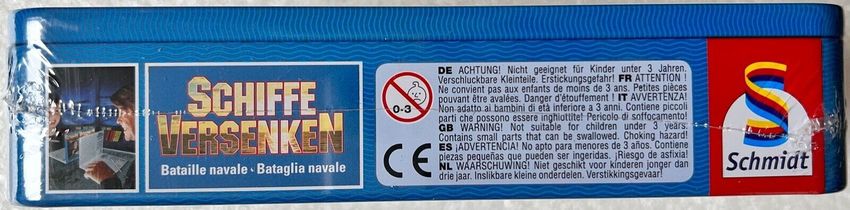 SCHIFFE
VERSENKEN
Bataille navale • Bataglia navale
0-3
CE
DE ACHTUNG! Nicht geeignet für Kinder unter 3 Jahren.
Verschluckbare Kleinteile. Erstickungsgefahr! FR ATTENTION !
Ne convient pas aux enfants de moins de 3 ans. Petites pièces
pouvant être avalées. Danger d'étouffement ! IT AVVERTENZA!
Non adatto ai bambini di età inferiore a 3 anni. Contiene piccoli
parti che possono essere inghiottite! Pericolo di soffocamento!
GB WARNING! Not suitable for children under 3 years.
Contains small parts that can be swallowed. Choking hazard!
ES ¡ADVERTENCIA! No apto para menores de 3 años. Contiene
piezas pequeñas que pueden ser ingeridas. ¡Riesgo de asfixia!
NL WAARSCHUWING! Niet geschikt voor kinderen jonger dan
drie jaar. Inslikbare kleine onderdelen. Verstikkingsgevaar!
S
Schmidt